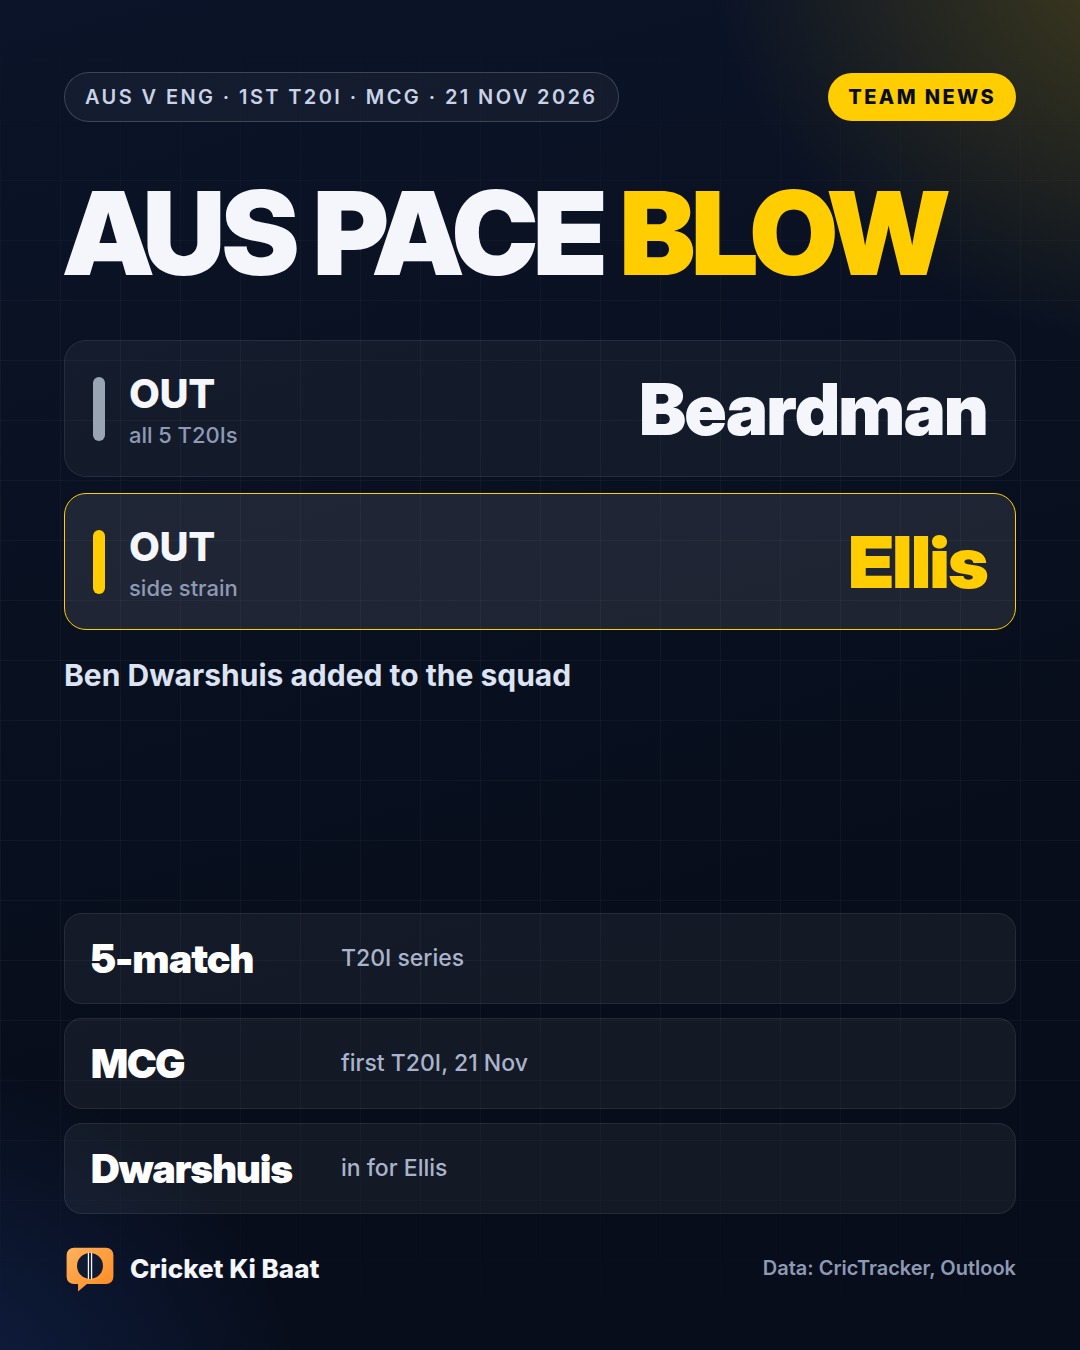 AUS V ENG · 1ST T20I · MCG · 21 NOV 2026
TEAM NEWS
AUS PACE BLOW
OUT
all 5 T20Is
Beardman
OUT
side strain
Ellis
Ben Dwarshuis added to the squad
5-match
T20I series
MCG
first T20I, 21 Nov
Dwarshuis
in for Ellis
Cricket Ki Baat
Data: CricTracker, Outlook